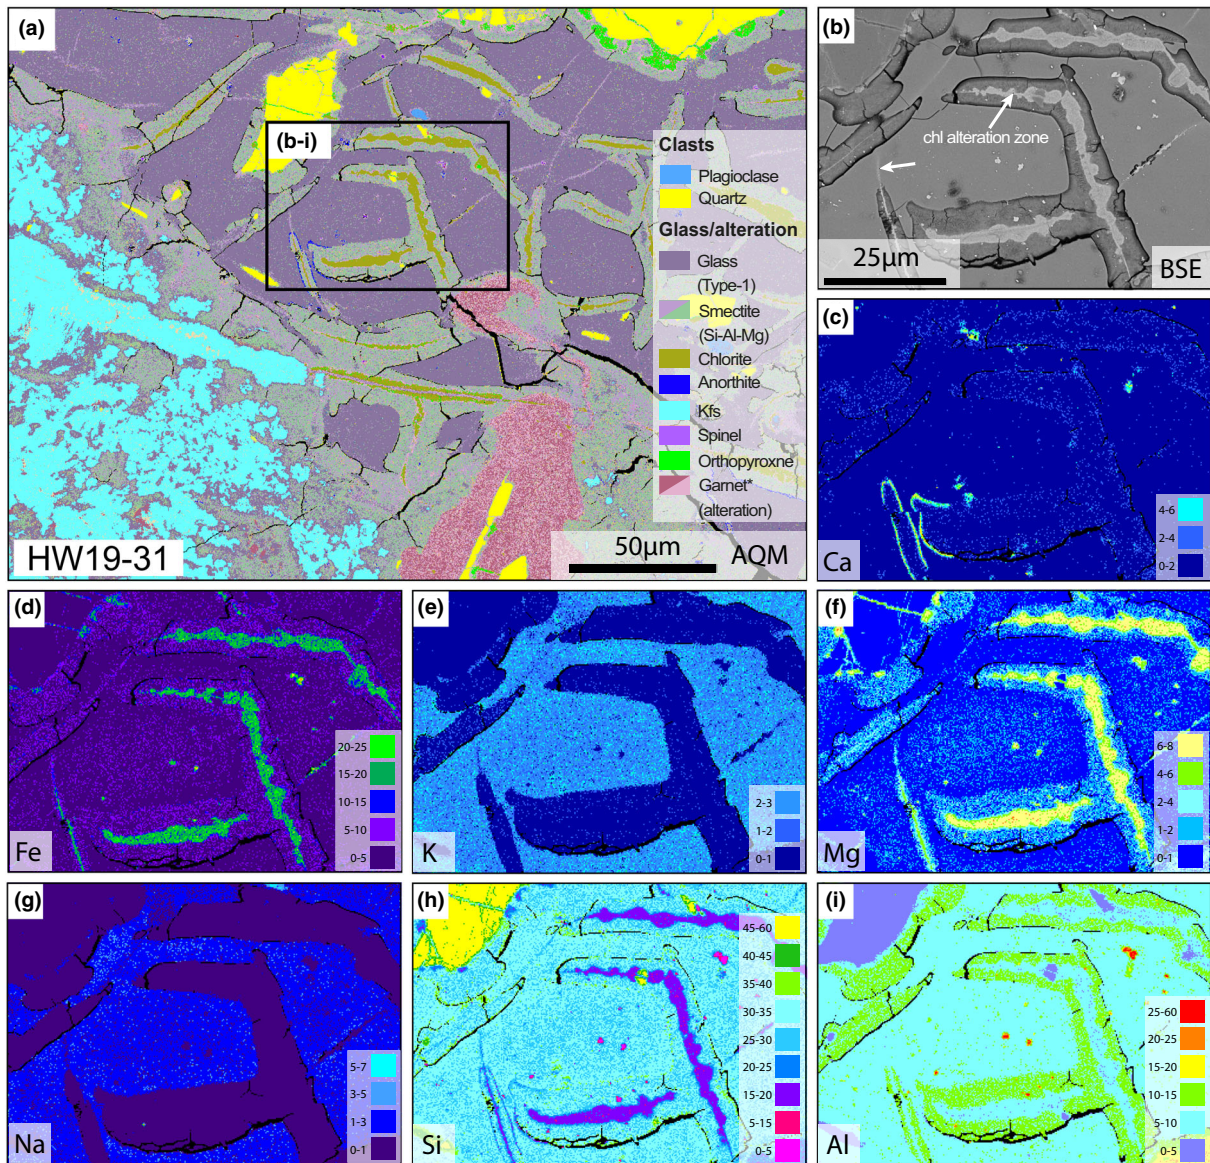 (a)
(b-i)
Clasts
Plagioclase
Quartz
Glass/alteration
Glass
(Type-1)
Smectite
(Si-Al-Mg)
Chlorite
Anorthite
Kfs
Spinel
Orthopyroxne
Garnet*
(alteration)
HW19-31
50µm
AQM
(b)
chl alteration zone
25µm
BSE
(c)
4-6
2-4
0-2
Ca
(d)
20-25
15-20
10-15
5-10
0-5
Fe
(e)
2-3
1-2
0-1
K
(f)
6-8
4-6
2-4
1-2
0-1
Mg
(g)
5-7
3-5
1-3
0-1
Na
(h)
45-60
40-45
35-40
30-35
25-30
20-25
15-20
5-15
0-5
Si
(i)
25-60
20-25
15-20
10-15
5-10
0-5
Al